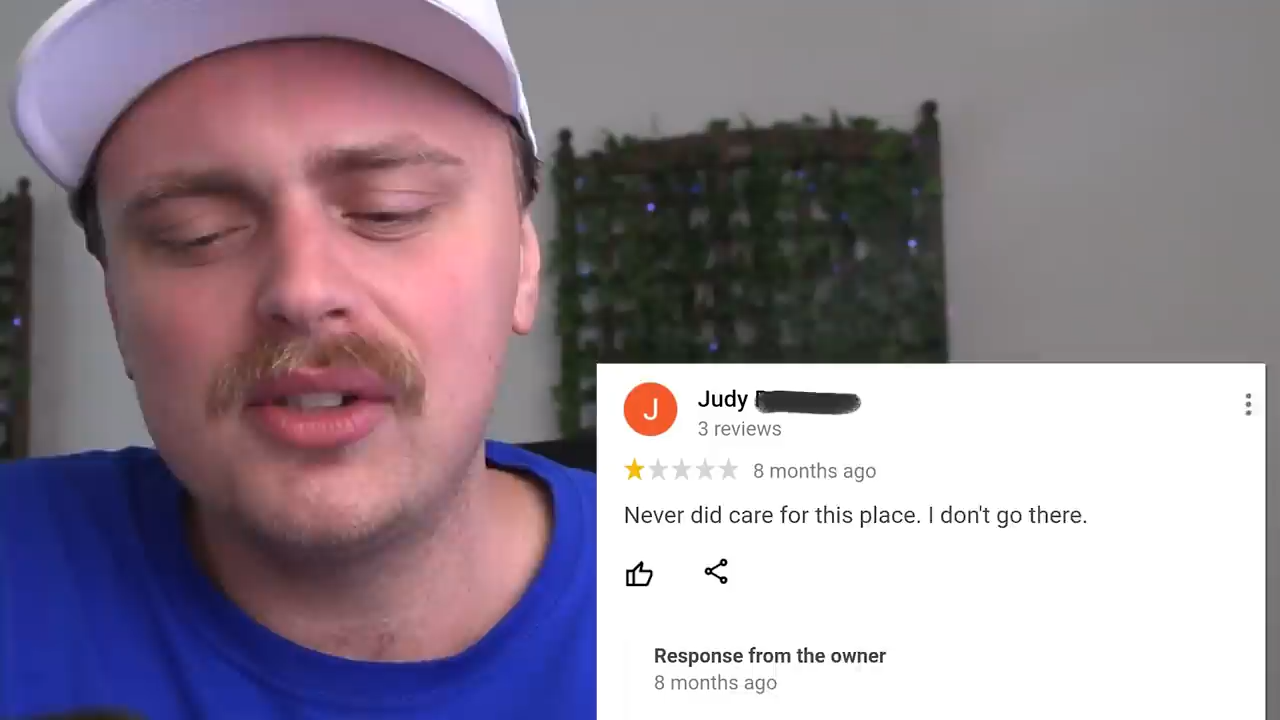 J
Judy
3 reviews
8 months ago
Never did care for this place. I don't go there.
Response from the owner
8 months ago